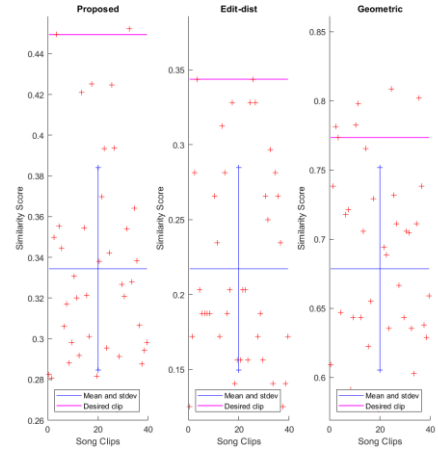 Proposed
Similarity Score
0.44
0.42
0.4
0.38
0.36
0.34
0.32
0.3
0.28
0.26
0
20
40
Song Clips
Mean and stdev
Desired clip
Edit-dist
Similarity Score
0.35
0.3
0.25
0.2
0.15
0
20
40
Song Clips
Mean and stdev
Desired clip
Geometric
Similarity Score
0.85
0.8
0.75
0.7
0.65
0.6
0
20
40
Song Clips
Mean and stdev
Desired clip